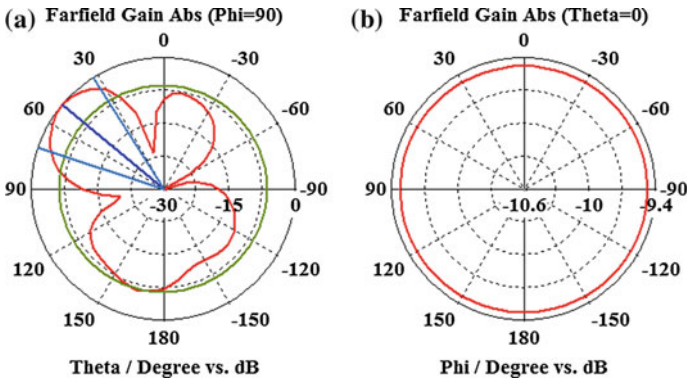 (a) Farfield Gain Abs (Phi=90)
0
30 -30
60 -60
90 -30 -15 0 -90
120 -120
150 -150
180
Theta / Degree vs. dB
(b) Farfield Gain Abs (Theta=0)
0
30 -30
60 -60
90 -10.6 -10 -9.4 -90
120 -120
150 -150
180
Phi / Degree vs. dB